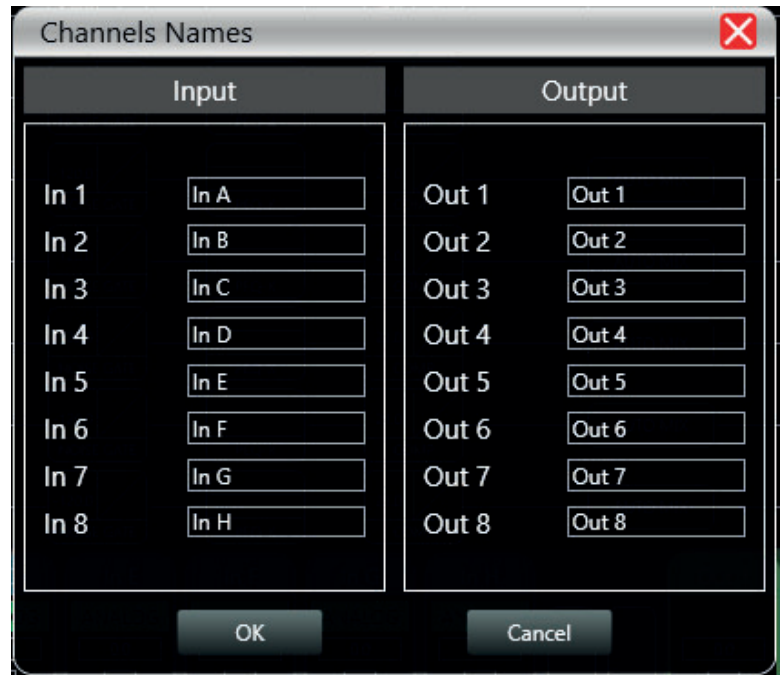 Channels Names
Input Output
In 1 In A Out 1 Out 1
In 2 In B Out 2 Out 2
In 3 In C Out 3 Out 3
In 4 In D Out 4 Out 4
In 5 In E Out 5 Out 5
In 6 In F Out 6 Out 6
In 7 In G Out 7 Out 7
In 8 In H Out 8 Out 8
OK Cancel